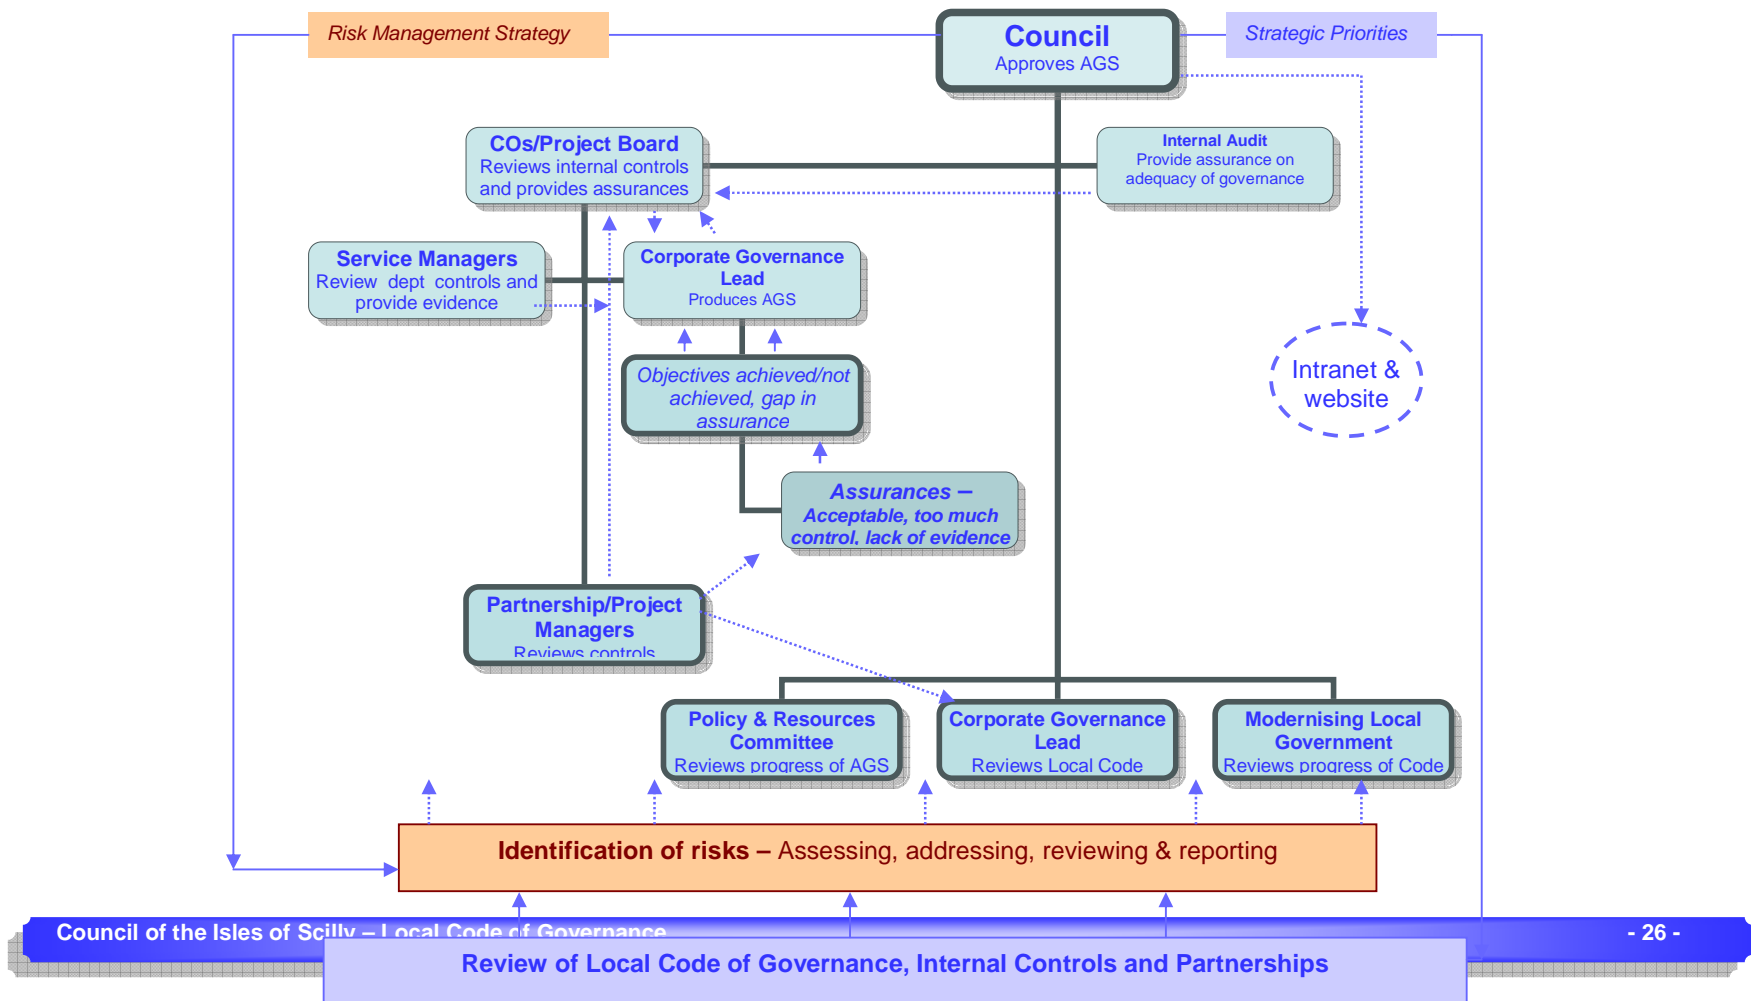 Risk Management Strategy
Council
Approves AGS
Strategic Priorities
COs/Project Board
Reviews internal controls
and provides assurances
Internal Audit
Provide assurance on
adequacy of governance
Service Managers
Review dept controls and
provide evidence
Corporate Governance
Lead
Produces AGS
Objectives achieved/not
achieved, gap in
assurance
Intranet &
website
Assurances –
Acceptable, too much
control, lack of evidence
Partnership/Project
Managers
Reviews controls
Policy & Resources
Committee
Reviews progress of AGS
Corporate Governance
Lead
Reviews Local Code
Modernising Local
Government
Reviews progress of Code
Identification of risks – Assessing, addressing, reviewing & reporting
Council of the Isles of Scilly – Local Code of Governance
- 26 -
Review of Local Code of Governance, Internal Controls and Partnerships